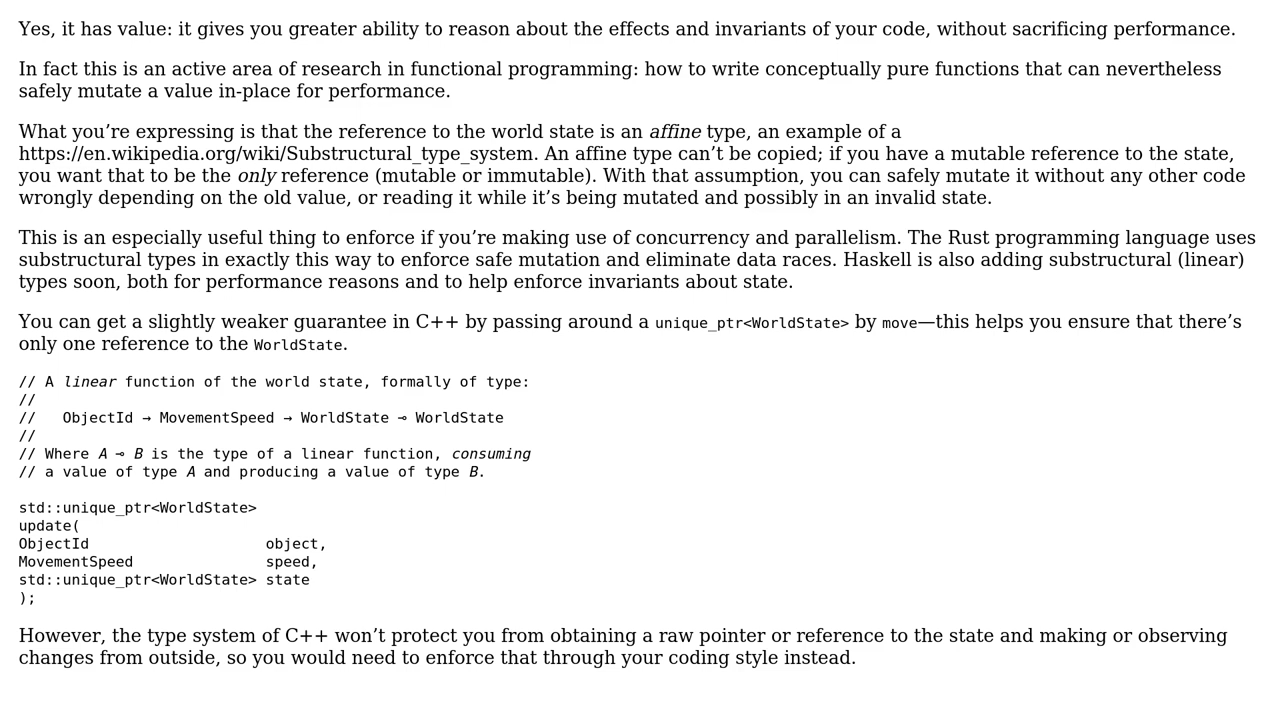 Yes, it has value: it gives you greater ability to reason about the effects and invariants of your code, without sacrificing performance.
In fact this is an active area of research in functional programming: how to write conceptually pure functions that can nevertheless
safely mutate a value in-place for performance.
What you’re expressing is that the reference to the world state is an affine type, an example of a
https://en.wikipedia.org/wiki/Substructural_type_system. An affine type can’t be copied; if you have a mutable reference to the state,
you want that to be the only reference (mutable or immutable). With that assumption, you can safely mutate it without any other code
wrongly depending on the old value, or reading it while it’s being mutated and possibly in an invalid state.
This is an especially useful thing to enforce if you’re making use of concurrency and parallelism. The Rust programming language uses
substructural types in exactly this way to enforce safe mutation and eliminate data races. Haskell is also adding substructural (linear)
types soon, both for performance reasons and to help enforce invariants about state.
You can get a slightly weaker guarantee in C++ by passing around a unique_ptr<WorldState> by move—this helps you ensure that there’s
only one reference to the WorldState.
// A linear function of the world state, formally of type:
//
//   ObjectId → MovementSpeed → WorldState ⊸ WorldState
//
// Where A ⊸ B is the type of a linear function, consuming
// a value of type A and producing a value of type B.
std::unique_ptr<WorldState>
update(
ObjectId                    object,
MovementSpeed               speed,
std::unique_ptr<WorldState> state
);
However, the type system of C++ won’t protect you from obtaining a raw pointer or reference to the state and making or observing
changes from outside, so you would need to enforce that through your coding style instead.